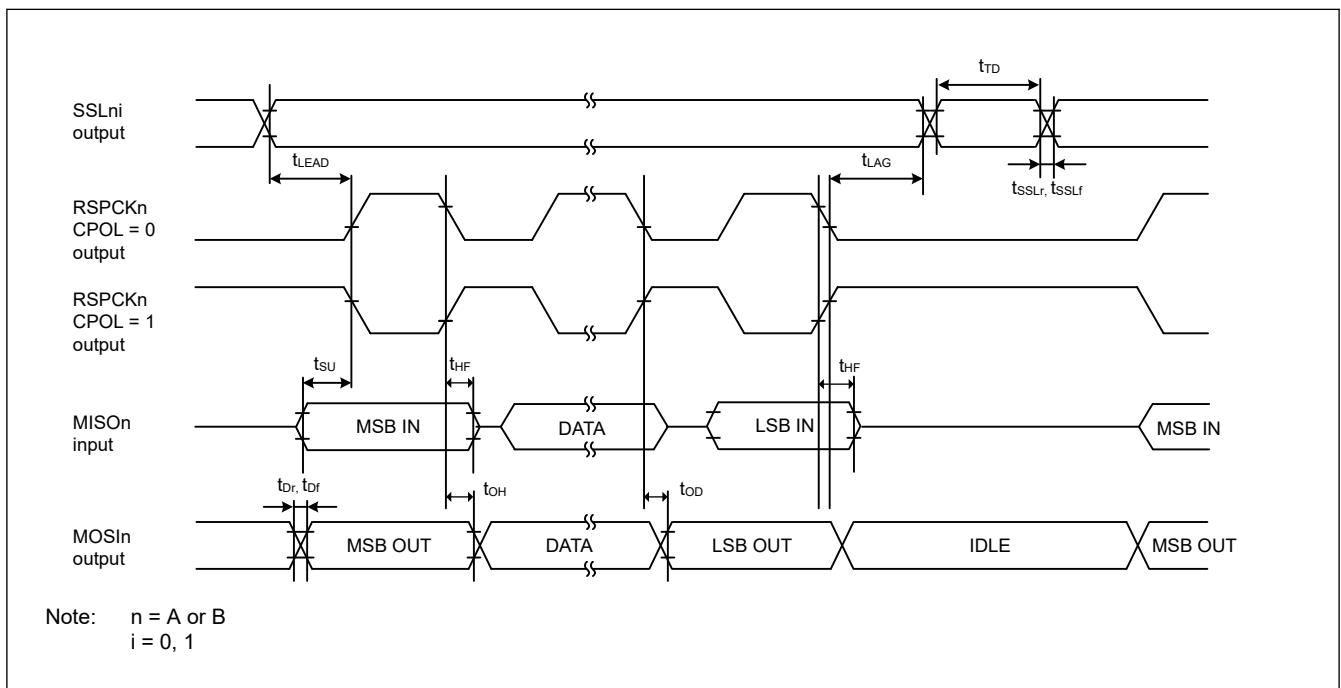 tTD
SSLni
output
tLEAD
tLAG
tSSLr, tSSLf
RSPCKn
CPOL = 0
output
RSPCKn
CPOL = 1
output
tSU
tHF
tHF
MISOn
input
MSB IN
DATA
LSB IN
MSB IN
tDr, tDf
tOH
tOD
MOSIn
output
MSB OUT
DATA
LSB OUT
IDLE
MSB OUT
Note: n = A or B
i = 0, 1